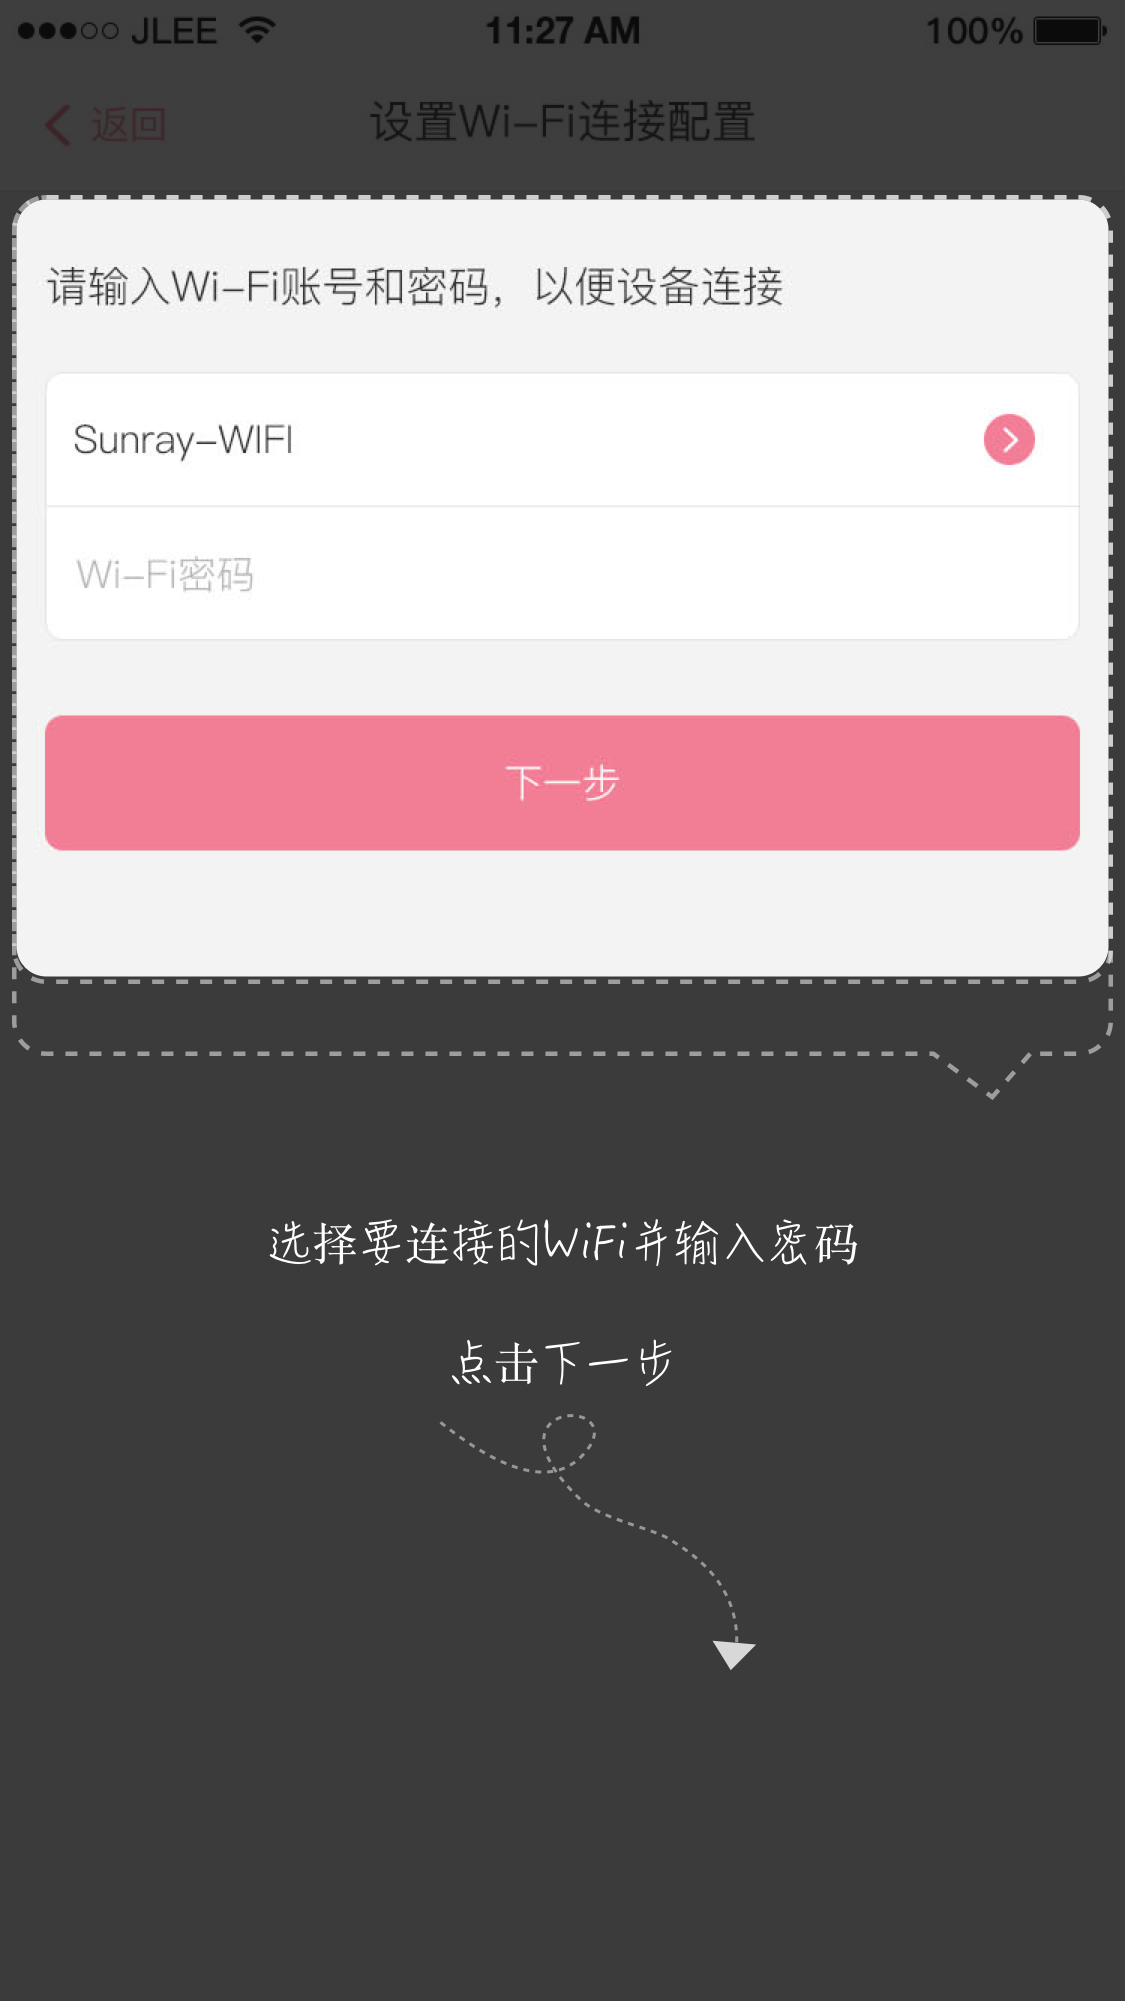 JLEE 11:27 AM 100%
返回 设置Wi-Fi连接配置
请输入Wi-Fi账号和密码，以便设备连接
Sunray-WIFI
Wi-Fi密码
下一步
选择要连接的WiFi并输入密码
点击下一步